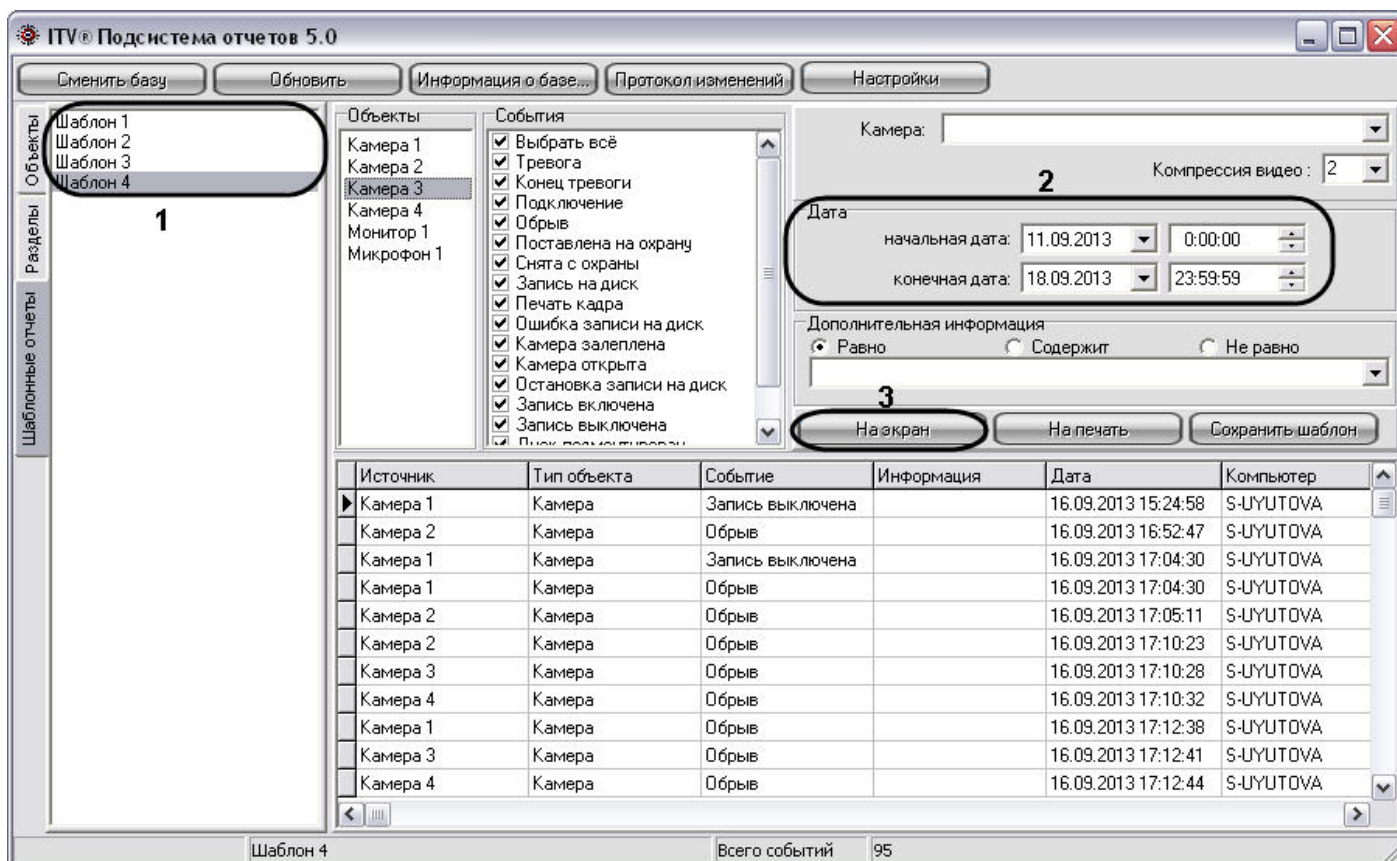 ITV® Подсистема отчетов 5.0
Сменить базу Обновить Информация о базе... Протокол изменений Настройки
Объекты
Разделы
Шаблонные отчеты
Шаблон 1
Шаблон 2
Шаблон 3
Шаблон 4
1
Объекты
Камера 1
Камера 2
Камера 3
Камера 4
Монитор 1
Микрофон 1
События
Выбрать всё
Тревога
Конец тревоги
Подключение
Обрыв
Поставлена на охрану
Снята с охраны
Запись на диск
Печать кадра
Ошибка записи на диск
Камера залеплена
Камера открыта
Остановка записи на диск
Запись включена
Запись выключена
Камера:
Компрессия видео : 2
2
Дата
начальная дата: 11.09.2013 0:00:00
конечная дата: 18.09.2013 23:59:59
Дополнительная информация
Равно Содержит Не равно
3
На экран На печать Сохранить шаблон
Источник Тип объекта Событие Информация Дата Компьютер
Камера 1 Камера Запись выключена 16.09.2013 15:24:58 S-UYUTOVA
Камера 2 Камера Обрыв 16.09.2013 16:52:47 S-UYUTOVA
Камера 1 Камера Запись выключена 16.09.2013 17:04:30 S-UYUTOVA
Камера 1 Камера Обрыв 16.09.2013 17:04:30 S-UYUTOVA
Камера 2 Камера Обрыв 16.09.2013 17:05:11 S-UYUTOVA
Камера 2 Камера Обрыв 16.09.2013 17:10:23 S-UYUTOVA
Камера 3 Камера Обрыв 16.09.2013 17:10:28 S-UYUTOVA
Камера 4 Камера Обрыв 16.09.2013 17:10:32 S-UYUTOVA
Камера 1 Камера Обрыв 16.09.2013 17:12:38 S-UYUTOVA
Камера 3 Камера Обрыв 16.09.2013 17:12:41 S-UYUTOVA
Камера 4 Камера Обрыв 16.09.2013 17:12:44 S-UYUTOVA
Шаблон 4 Всего событий 95